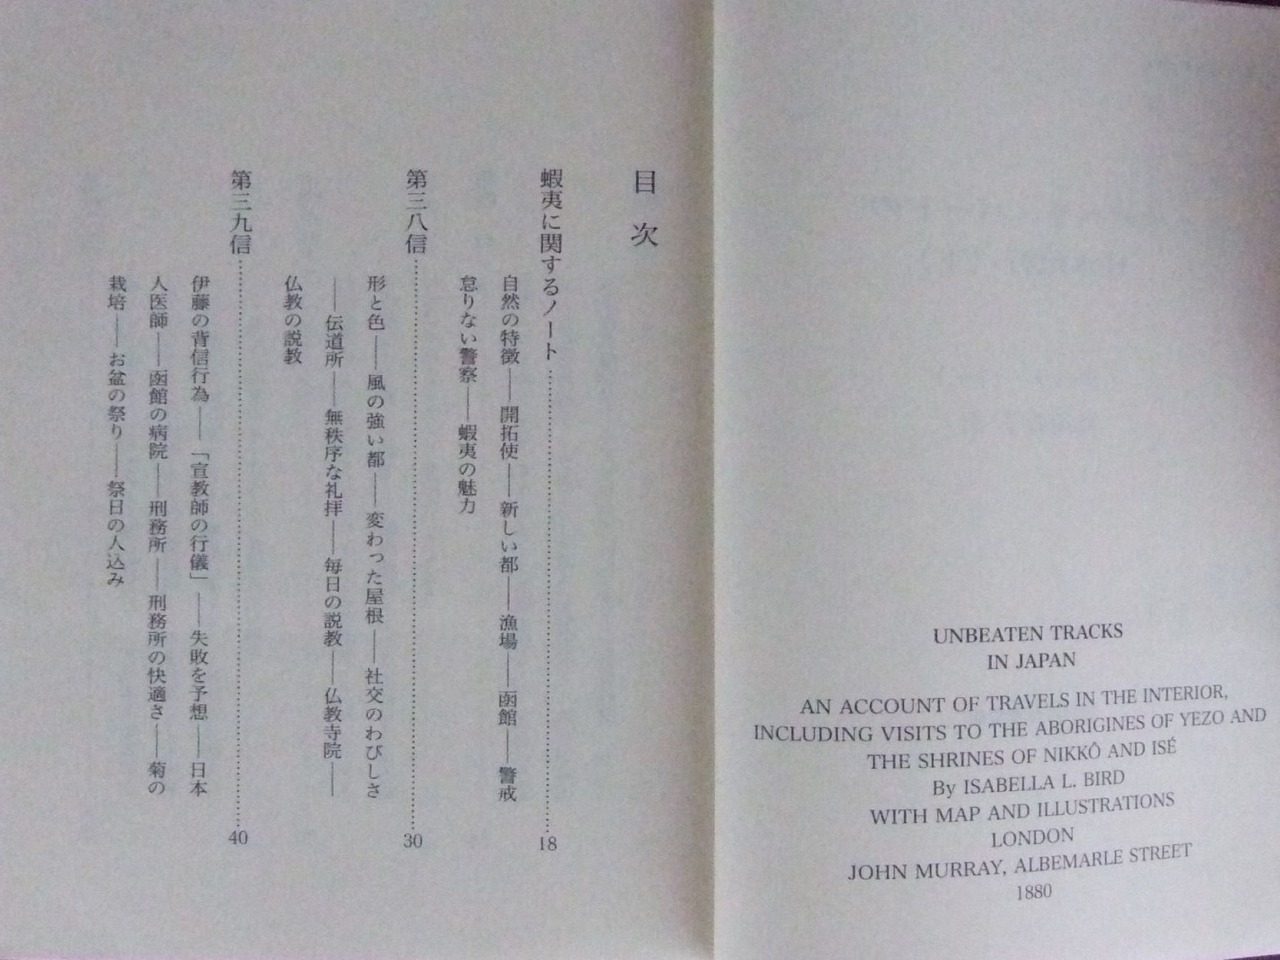 UNBEATEN TRACKS
IN JAPAN
AN ACCOUNT OF TRAVELS IN THE INTERIOR,
INCLUDING VISITS TO THE ABORIGINES OF YEZO AND
THE SHRINES OF NIKKÔ AND ISÉ
By ISABELLA L. BIRD
WITH MAP AND ILLUSTRATIONS
LONDON
JOHN MURRAY, ALBEMARLE STREET
1880
目次
蝦夷に関するノート……………………18
自然の特徴――開拓使――新しい都――漁場――函館――警戒
怠りない警察――蝦夷の魅力
第三八信……………………30
形と色――風の強い都――変わった屋根――社交のわびしさ
――伝道所――無秩序な礼拝――毎日の説教――仏教寺院――
仏教の説教
第三九信……………………40
伊藤の背信行為――「宣教師の行儀」――失敗を予想――日本
人医師――函館の病院――刑務所――刑務所の快適さ――菊の
栽培――お盆の祭り――祭日の人込み